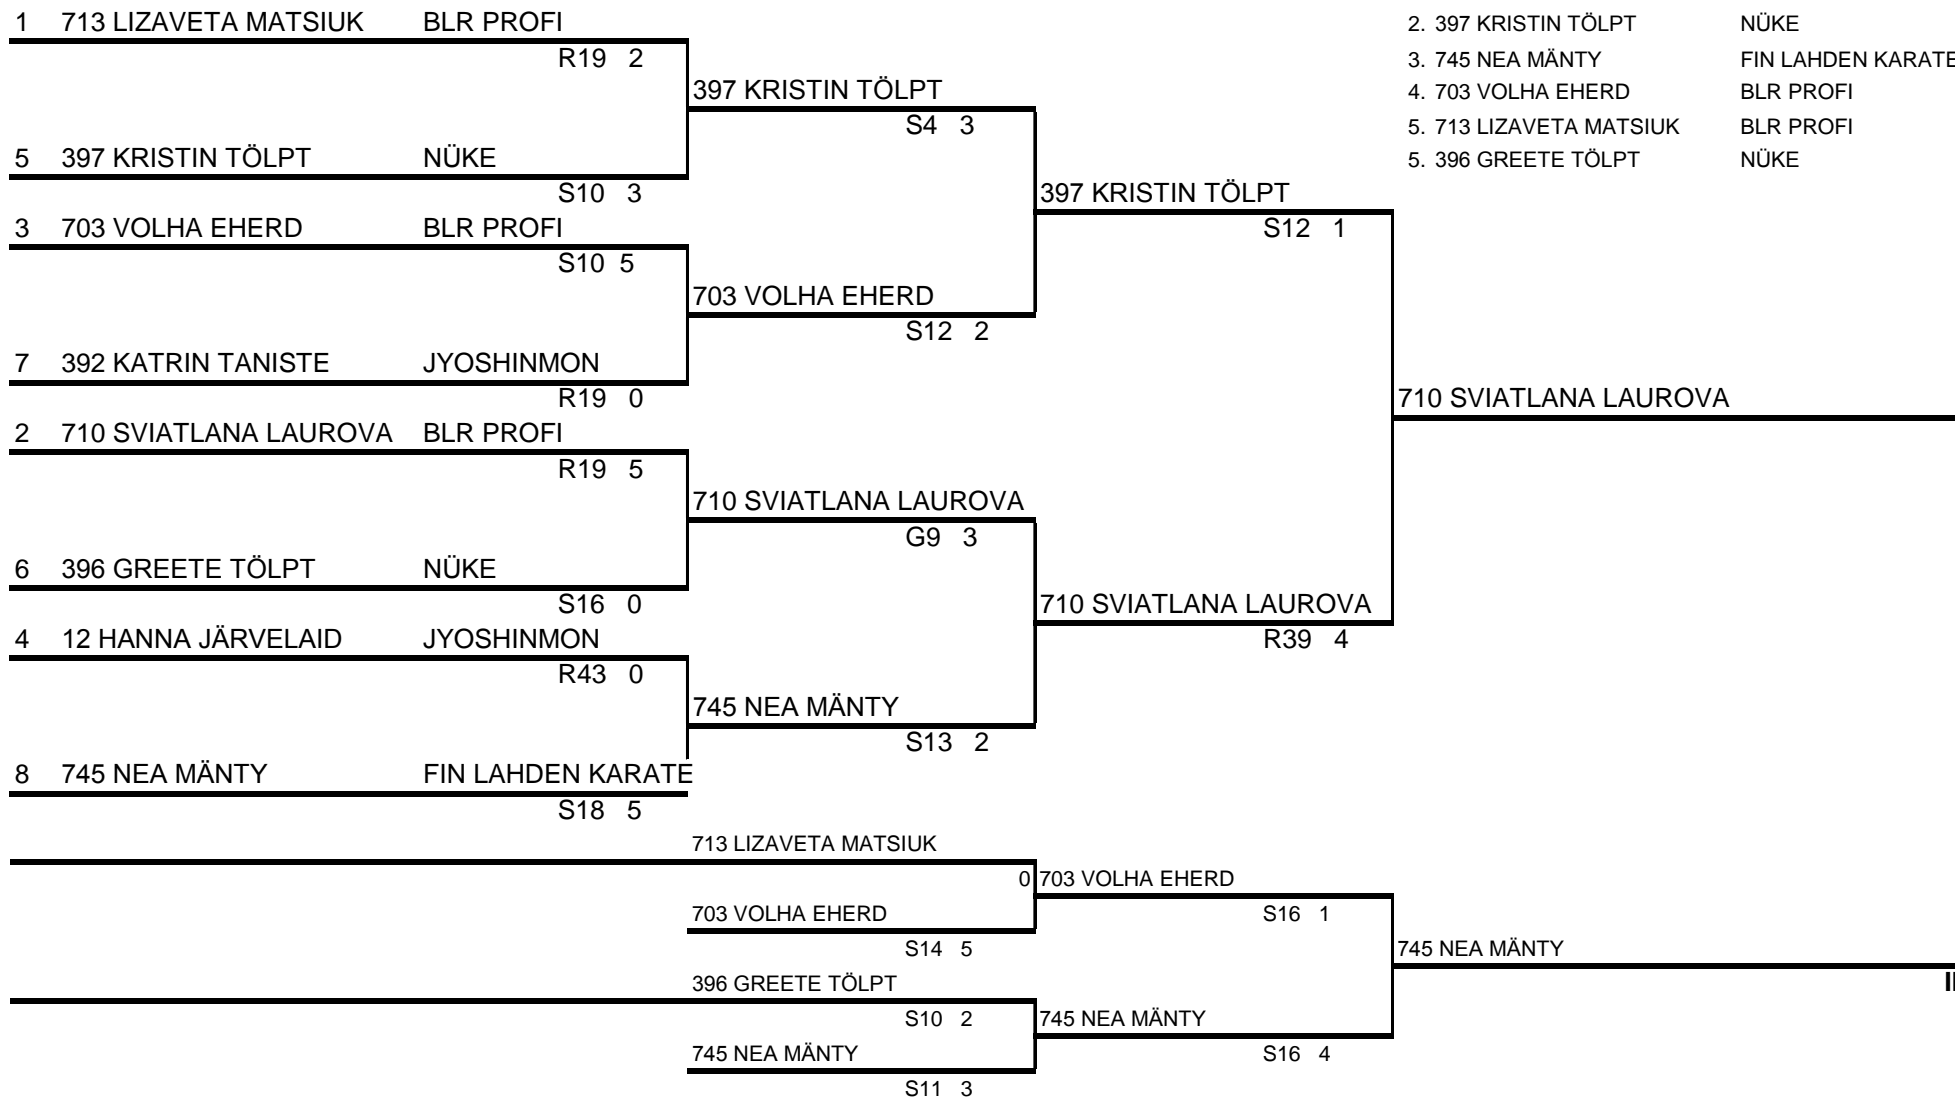 1 713 LIZAVETA MATSIUK BLR PROFI
R19 2
397 KRISTIN TÖLPT
S4 3
5 397 KRISTIN TÖLPT NÜKE
S10 3
397 KRISTIN TÖLPT
S12 1
3 703 VOLHA EHERD BLR PROFI
S10 5
703 VOLHA EHERD
S12 2
7 392 KATRIN TANISTE JYOSHINMON
R19 0
710 SVIATLANA LAUROVA
2 710 SVIATLANA LAUROVA BLR PROFI
R19 5
710 SVIATLANA LAUROVA
G9 3
6 396 GREETE TÖLPT NÜKE
S16 0
710 SVIATLANA LAUROVA
R39 4
4 12 HANNA JÄRVELAID JYOSHINMON
R43 0
745 NEA MÄNTY
S13 2
8 745 NEA MÄNTY FIN LAHDEN KARATE
S18 5
713 LIZAVETA MATSIUK
0 703 VOLHA EHERD
703 VOLHA EHERD
S16 1
S14 5
745 NEA MÄNTY
396 GREETE TÖLPT
S10 2
745 NEA MÄNTY
745 NEA MÄNTY
S16 4
S11 3
2. 397 KRISTIN TÖLPT NÜKE
3. 745 NEA MÄNTY FIN LAHDEN KARATE
4. 703 VOLHA EHERD BLR PROFI
5. 713 LIZAVETA MATSIUK BLR PROFI
5. 396 GREETE TÖLPT NÜKE